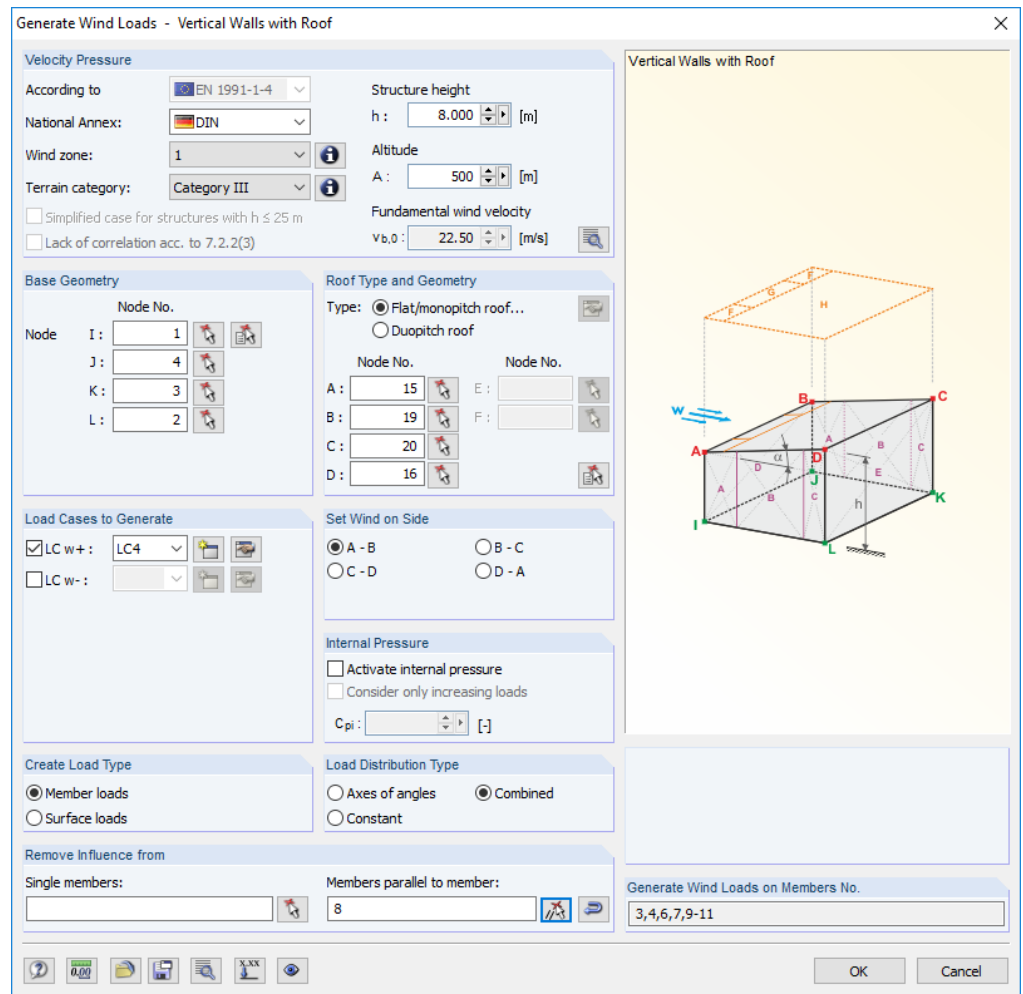 Generate Wind Loads - Vertical Walls with Roof
Velocity Pressure
According to
EN 1991-1-4
National Annex:
DIN
Wind zone:
1
Terrain category:
Category III
Simplified case for structures with h ≤ 25 m
Lack of correlation acc. to 7.2.2(3)
Structure height
h : 8.000 [m]
Altitude
A : 500 [m]
Fundamental wind velocity
vb,0 : 22.50 [m/s]
Base Geometry
Node No.
Node I : 1
J : 4
K : 3
L : 2
Roof Type and Geometry
Type: Flat/monopitch roof...
Duopitch roof
Node No. Node No.
A : 15 E :
B : 19 F :
C : 20
D : 16
Load Cases to Generate
LC w+ : LC4
LC w- :
Set Wind on Side
A - B B - C
C - D D - A
Internal Pressure
Activate internal pressure
Consider only increasing loads
Cpi : [-]
Create Load Type
Member loads
Surface loads
Load Distribution Type
Axes of angles Combined
Constant
Remove Influence from
Single members:
Members parallel to member:
8
Vertical Walls with Roof
F
G
F
H
W
B
C
A
D
A
B
C
α
D
E
A
B
C
J
K
h
I
L
Generate Wind Loads on Members No.
3,4,6,7,9-11
0.00
x.xx
OK Cancel